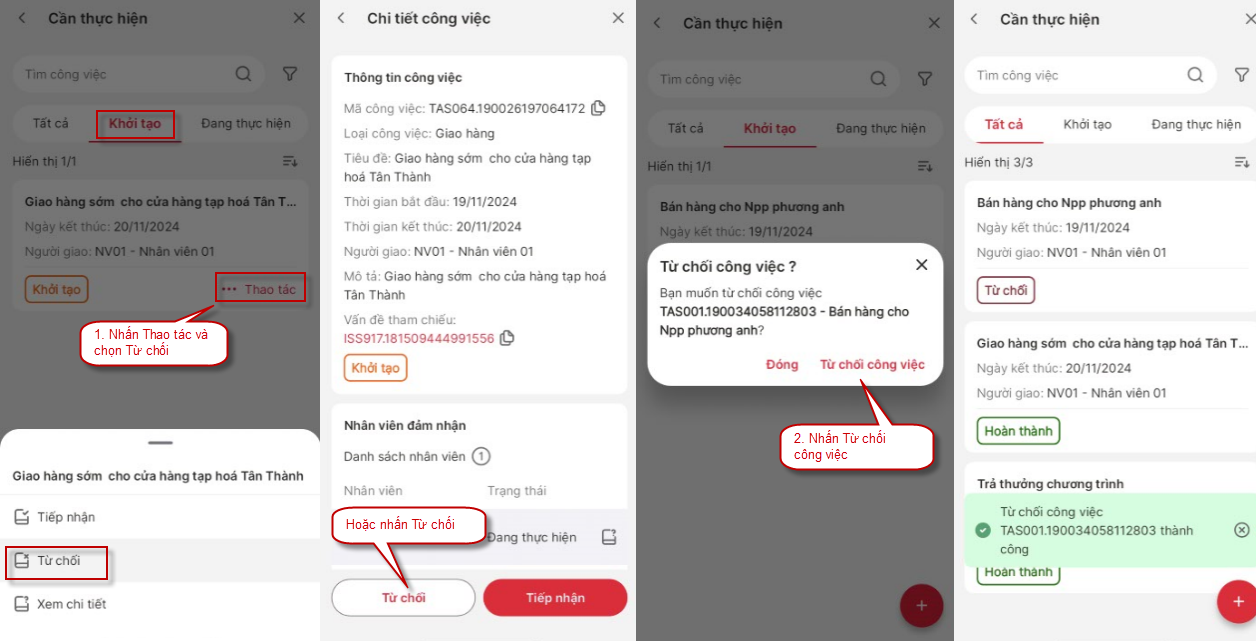 Cần thực hiện
Tìm công việc
Tất cả
Khởi tạo
Đang thực hiện
Hiển thị 1/1
Giao hàng sớm cho cửa hàng tạp hoá Tân T...
Ngày kết thúc: 20/11/2024
Người giao: NV01 - Nhân viên 01
Khởi tạo
••• Thao tác
1. Nhấn Thao tác và
chọn Từ chối
Giao hàng sớm cho cửa hàng tạp hoá Tân Thành
Tiếp nhận
Từ chối
Xem chi tiết
Chi tiết công việc
Thông tin công việc
Mã công việc: TAS064.190026197064172
Loại công việc: Giao hàng
Tiêu đề: Giao hàng sớm cho cửa hàng tạp
hoá Tân Thành
Thời gian bắt đầu: 19/11/2024
Thời gian kết thúc: 20/11/2024
Người giao: NV01 - Nhân viên 01
Mô tả: Giao hàng sớm cho cửa hàng tạp hoá
Tân Thành
Vấn đề tham chiếu:
ISS917.181509444991556
Khởi tạo
Nhân viên đảm nhận
Danh sách nhân viên 1
Nhân viên
Trạng thái
Hoặc nhấn Từ chối
Đang thực hiện
Từ chối
Tiếp nhận
Cần thực hiện
Tìm công việc
Tất cả
Khởi tạo
Đang thực hiện
Hiển thị 1/1
Bán hàng cho Npp phương anh
Ngày kết thúc: 19/11/2024
Từ chối công việc ?
Bạn muốn từ chối công việc
TAS001.190034058112803 - Bán hàng cho
Npp phương anh?
Đóng
Từ chối công việc
2. Nhấn Từ chối
công việc
+
Cần thực hiện
Tìm công việc
Tất cả
Khởi tạo
Đang thực hiện
Hiển thị 3/3
Bán hàng cho Npp phương anh
Ngày kết thúc: 19/11/2024
Người giao: NV01 - Nhân viên 01
Từ chối
Giao hàng sớm cho cửa hàng tạp hoá Tân T...
Ngày kết thúc: 20/11/2024
Người giao: NV01 - Nhân viên 01
Hoàn thành
Trả thưởng chương trình
Từ chối công việc
TAS001.190034058112803 thành
công
Hoàn thành
+